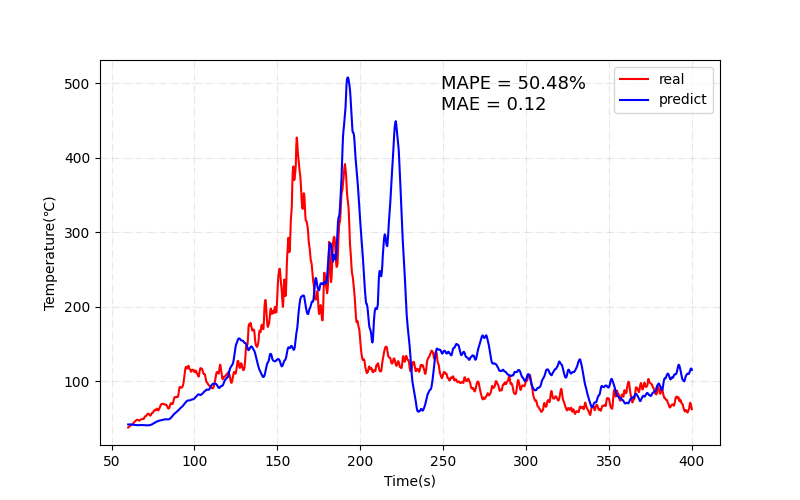 MAPE = 50.48%
MAE = 0.12
real
predict
Temperature(℃)
500
400
300
200
100
50
100
150
200
250
300
350
400
Time(s)